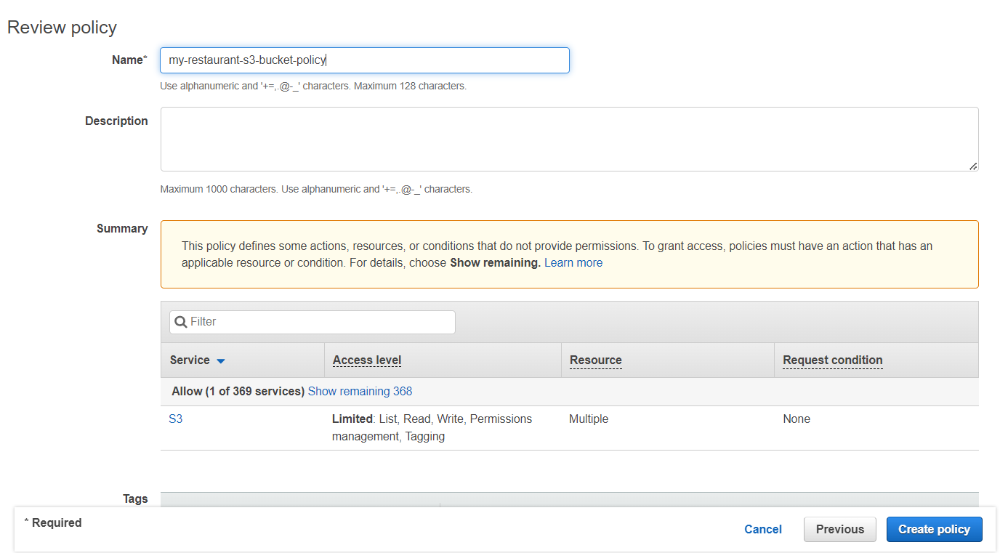 Review policy
Name*
my-restaurant-s3-bucket-policy
Use alphanumeric and '+=,.@-_' characters. Maximum 128 characters.
Description
Maximum 1000 characters. Use alphanumeric and '+=,.@-_' characters.
Summary
This policy defines some actions, resources, or conditions that do not provide permissions. To grant access, policies must have an action that has an
applicable resource or condition. For details, choose Show remaining. Learn more
Filter
Service Access level Resource Request condition
Allow (1 of 369 services) Show remaining 368
S3 Limited: List, Read, Write, Permissions Multiple None
management, Tagging
Tags
* Required Cancel Previous Create policy